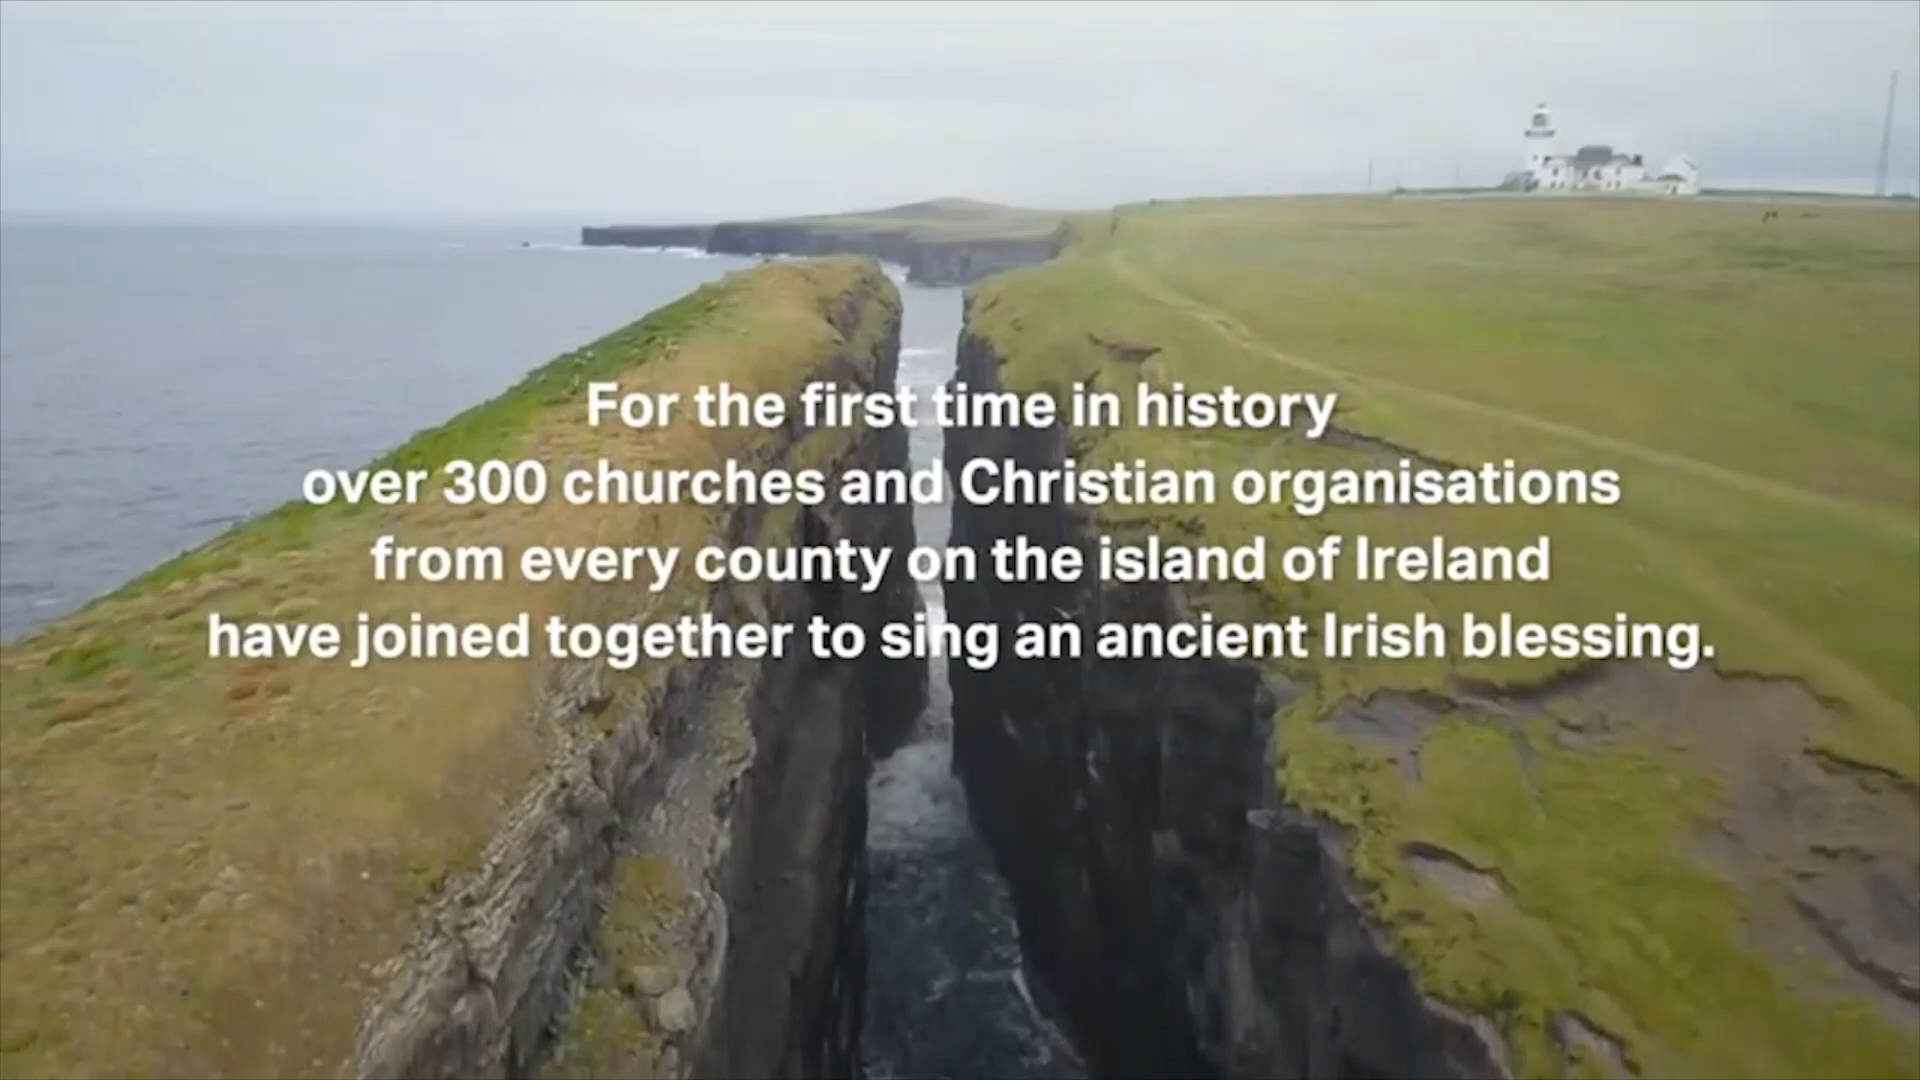 For the first time in history
over 300 churches and Christian organisations
from every county on the island of Ireland
have joined together to sing an ancient Irish blessing.